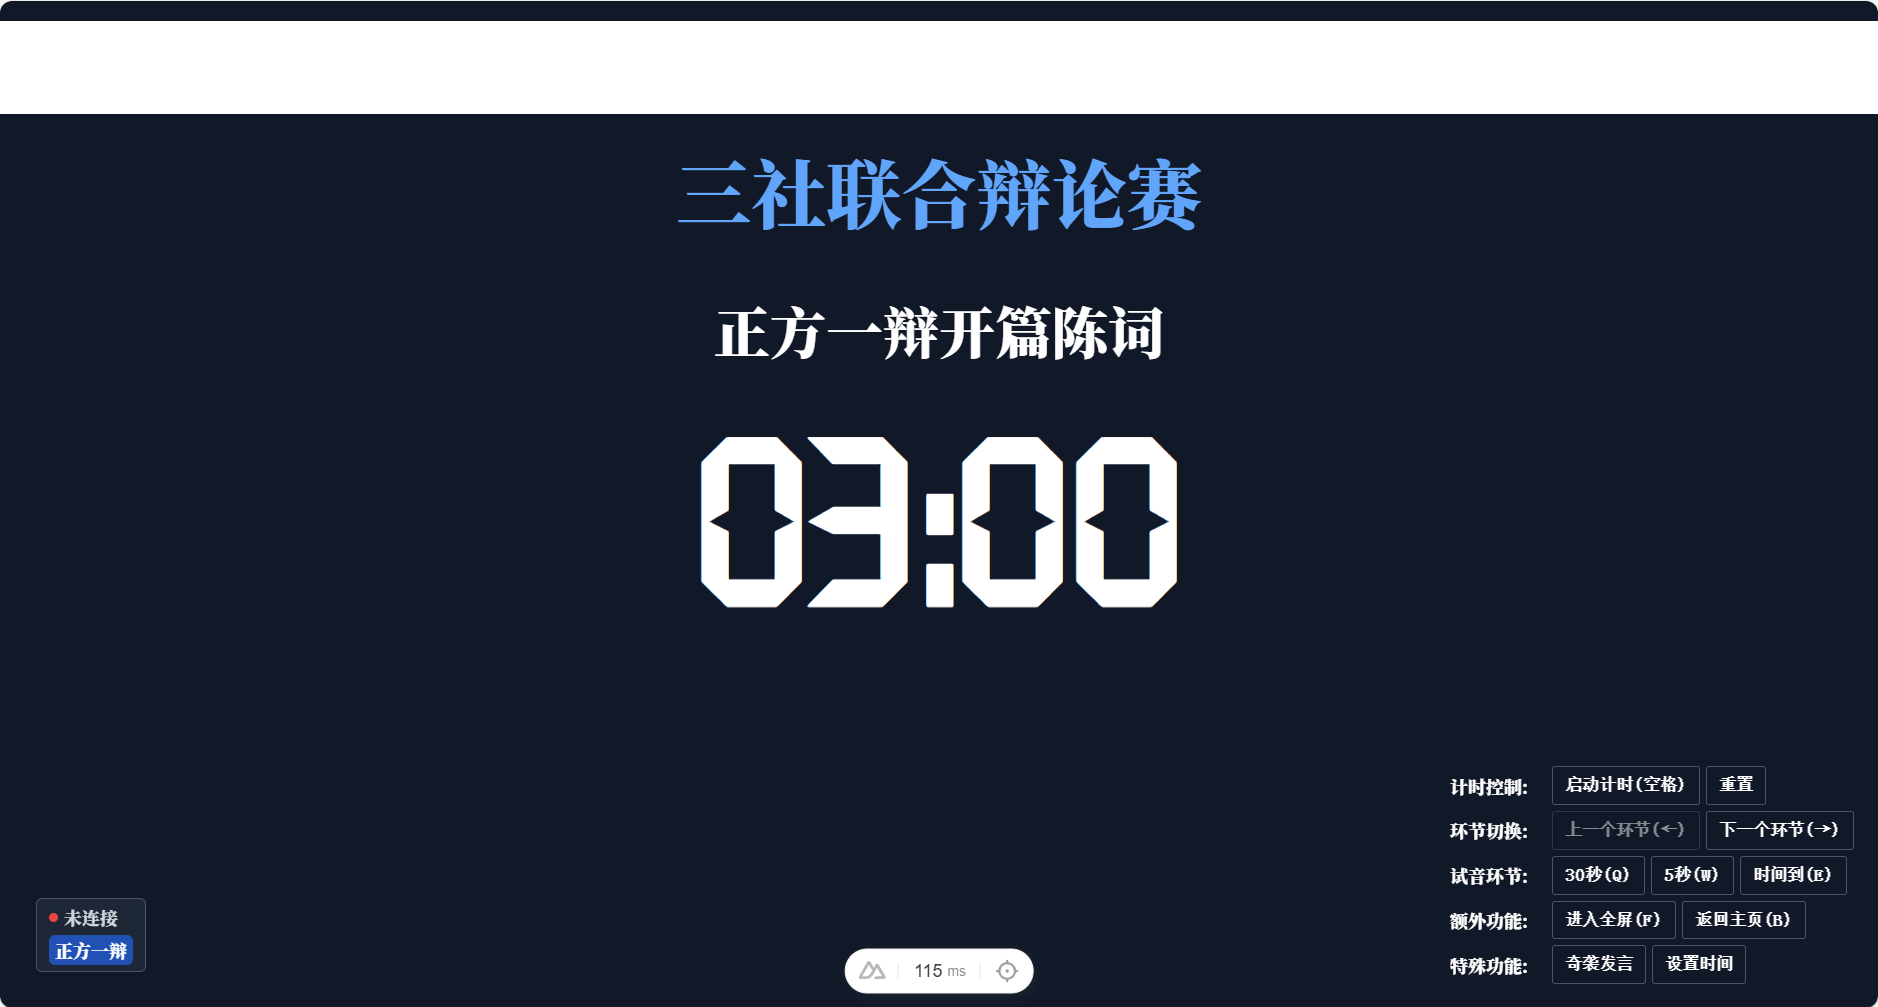 三社联合辩论赛
正方一辩开篇陈词
03:00
计时控制: 启动计时(空格) 重置
环节切换: 上一个环节(←) 下一个环节(→)
试音环节: 30秒(Q) 5秒(W) 时间到(E)
额外功能: 进入全屏(F) 返回主页(B)
特殊功能: 奇袭发言 设置时间
未连接
正方一辩
115 ms